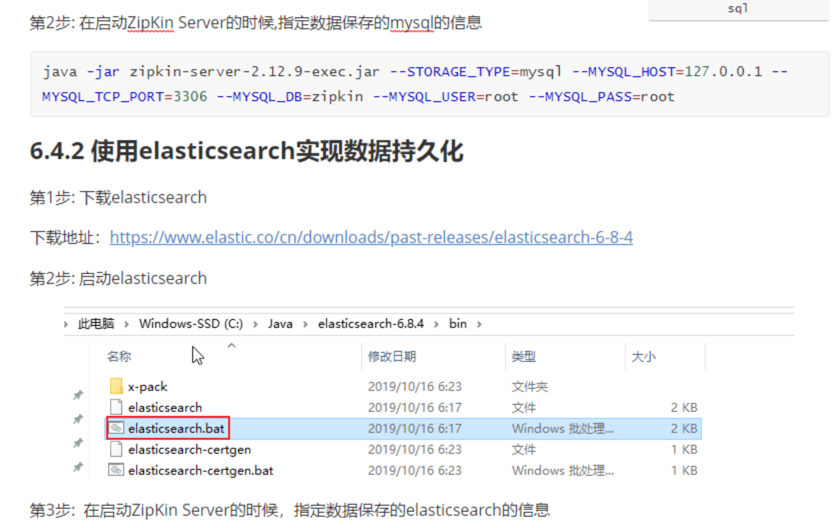 sql
第2步: 在启动ZipKin Server的时候,指定数据保存的mysql的信息
java -jar zipkin-server-2.12.9-exec.jar --STORAGE_TYPE=mysql --MYSQL_HOST=127.0.0.1 --
MYSQL_TCP_PORT=3306 --MYSQL_DB=zipkin --MYSQL_USER=root --MYSQL_PASS=root
6.4.2 使用elasticsearch实现数据持久化
第1步: 下载elasticsearch
下载地址：https://www.elastic.co/cn/downloads/past-releases/elasticsearch-6-8-4
第2步: 启动elasticsearch
› 此电脑 › Windows-SSD (C:) › Java › elasticsearch-6.8.4 › bin ›
名称 修改日期 类型 大小
x-pack 2019/10/16 6:23 文件夹
elasticsearch 2019/10/16 6:17 文件 2 KB
elasticsearch.bat 2019/10/16 6:17 Windows 批处理... 2 KB
elasticsearch-certgen 2019/10/16 6:23 文件 1 KB
elasticsearch-certgen.bat 2019/10/16 6:23 Windows 批处理... 1 KB
第3步: 在启动ZipKin Server的时候，指定数据保存的elasticsearch的信息